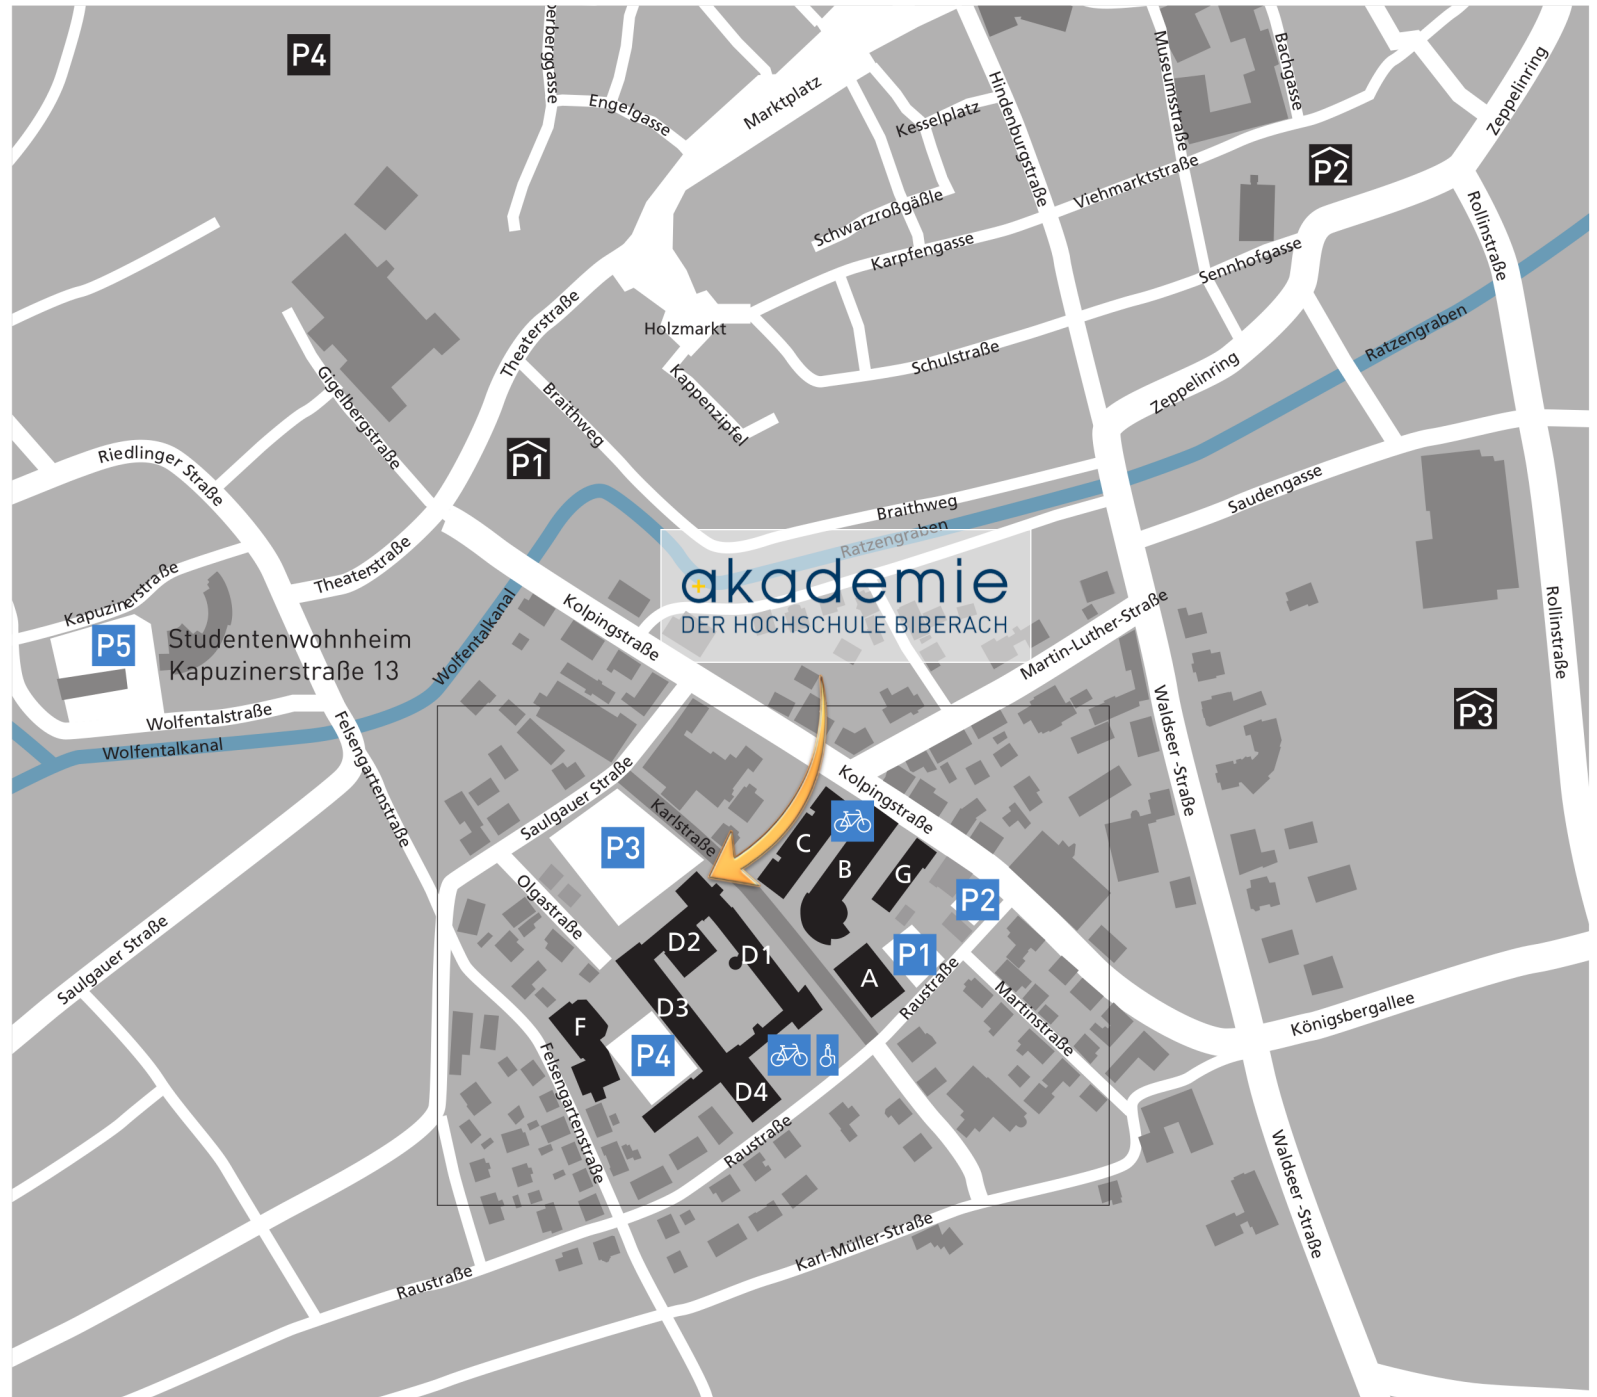 P4
erberggasse
Engelgasse
Marktplatz
Kesselplatz
Hindenburgstraße
Museumsstraße
Bachgasse
Zeppelinring
P2
Viehmarktstraße
Schwarzroßgäßle
Karpfengasse
Sennhofgasse
Rollinstraße
Theaterstraße
Holzmarkt
Schulstraße
Ratzengraben
Kappenzipfel
Zeppelinring
Gigelbergstraße
Braithweg
Riedlinger Straße
P1
Saudengasse
Braithweg
Ratzengraben
Theaterstraße
Kapuzinerstraße
akademie
DER HOCHSCHULE BIBERACH
Kolpingstraße
Martin-Luther-Straße
Rollinstraße
P5
Studentenwohnheim
Kapuzinerstraße 13
Wolfentalkanal
Wolfentalstraße
Wolfentalkanal
Felsengartenstraße
Waldseer -Straße
P3
Saulgauer Straße
Karlstraße
Kolpingstraße
P3
C
B
G
P2
Olgastraße
D2
D1
P1
A
Saulgauer Straße
Raustraße
Martinstraße
D3
F
P4
Königsbergallee
D4
Felsengartenstraße
Raustraße
Waldseer -Straße
Karl-Müller-Straße
Raustraße